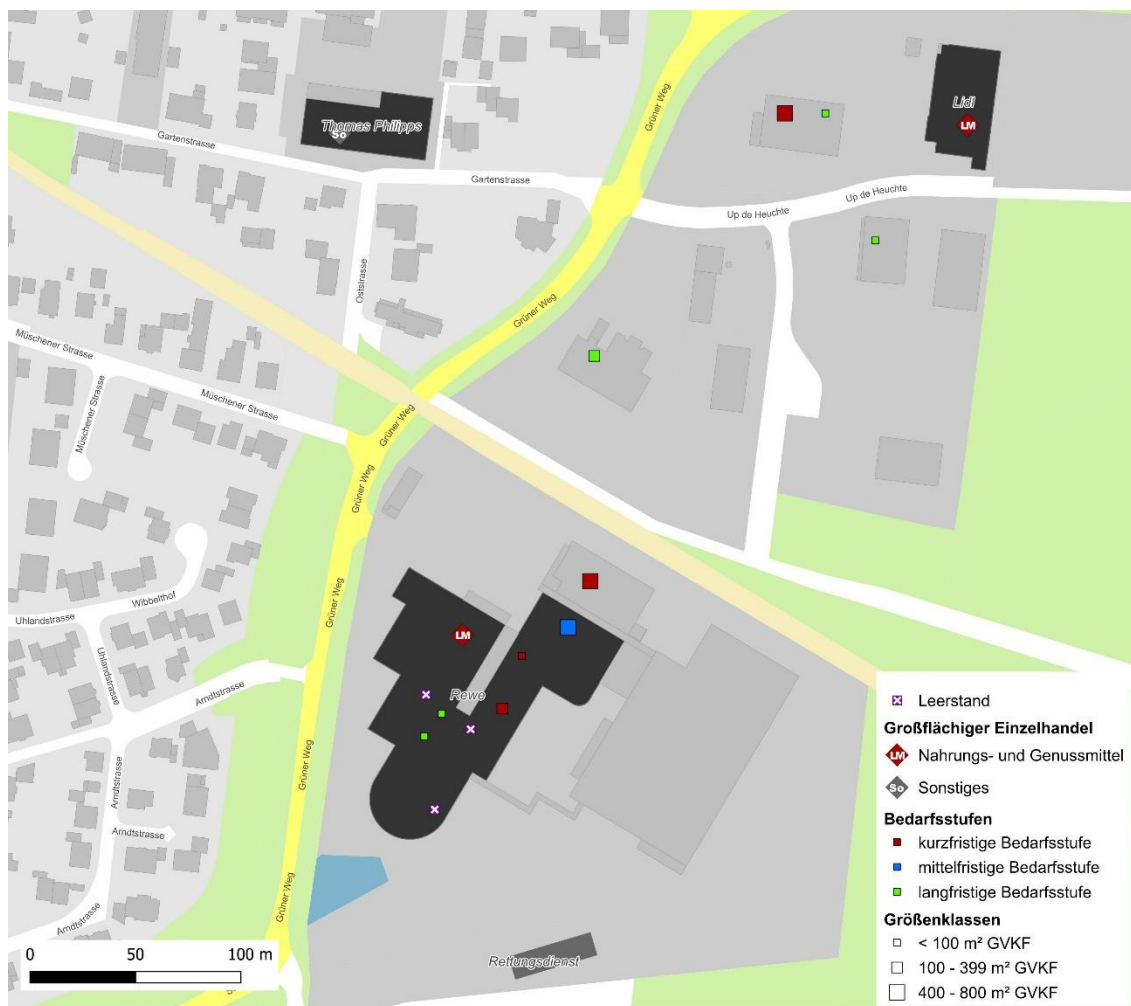 Grüner Weg
Lidl
LM
Thomas Philipps
So
Gartenstrasse
Gartenstrasse
Up de Heuchte
Up de Heuchte
Oststrasse
Grüner Weg
Müschener Strasse
Müschener Strasse
Müschener Strasse
Grüner Weg
Grüner Weg
Wibbelthof
Uhlandstrasse
Uhlandstrasse
Grüner Weg
LM
Rewe
Arndtstrasse
Arndtstrasse
Arndtstrasse
Arndtstrasse
Grüner Weg
Rettungsdienst
0 50 100 m
Leerstand
Großflächiger Einzelhandel
LM Nahrungs- und Genussmittel
So Sonstiges
Bedarfsstufen
kurzfristige Bedarfsstufe
mittelfristige Bedarfsstufe
langfristige Bedarfsstufe
Größenklassen
< 100 m² GVKF
100 - 399 m² GVKF
400 - 800 m² GVKF